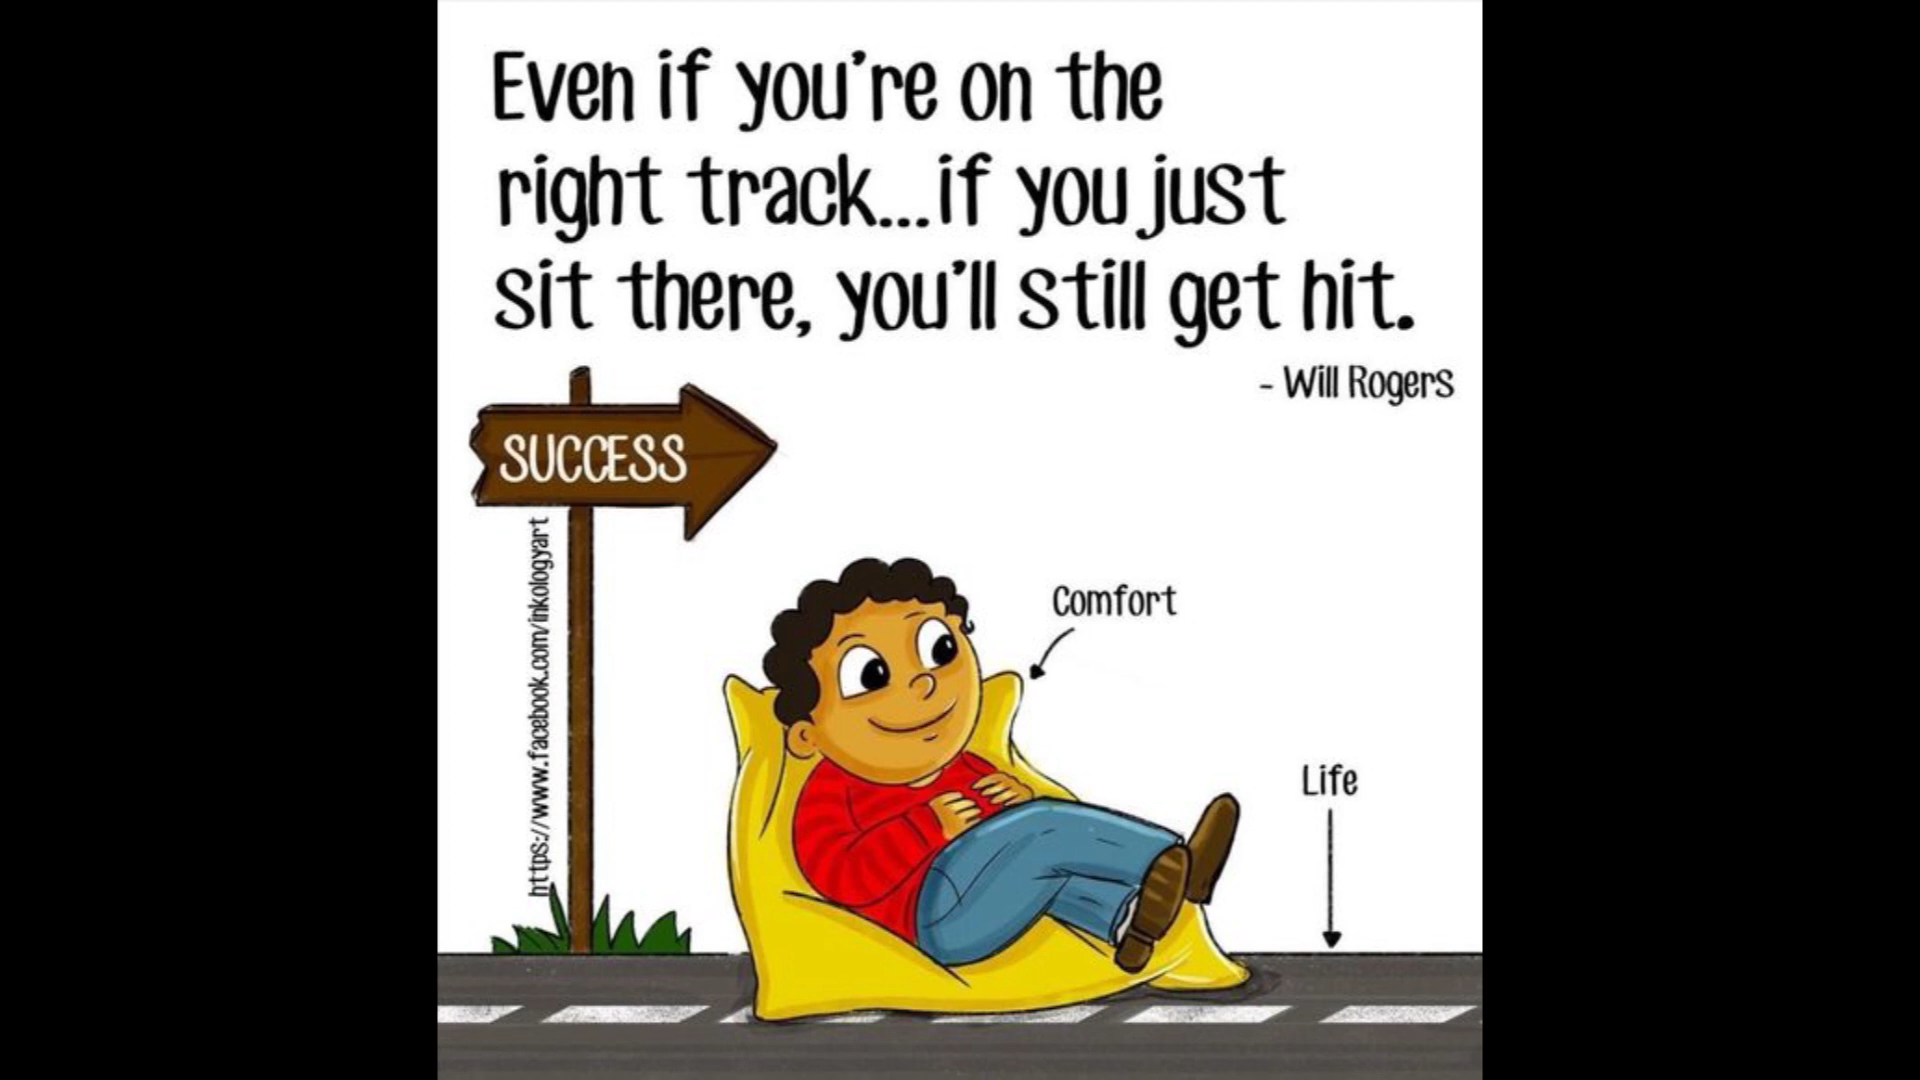 Even if you're on the
right track...if you just
sit there, you'll still get hit.
- Will Rogers
SUCCESS
https://www.facebook.com/inkologyart
Comfort
Life